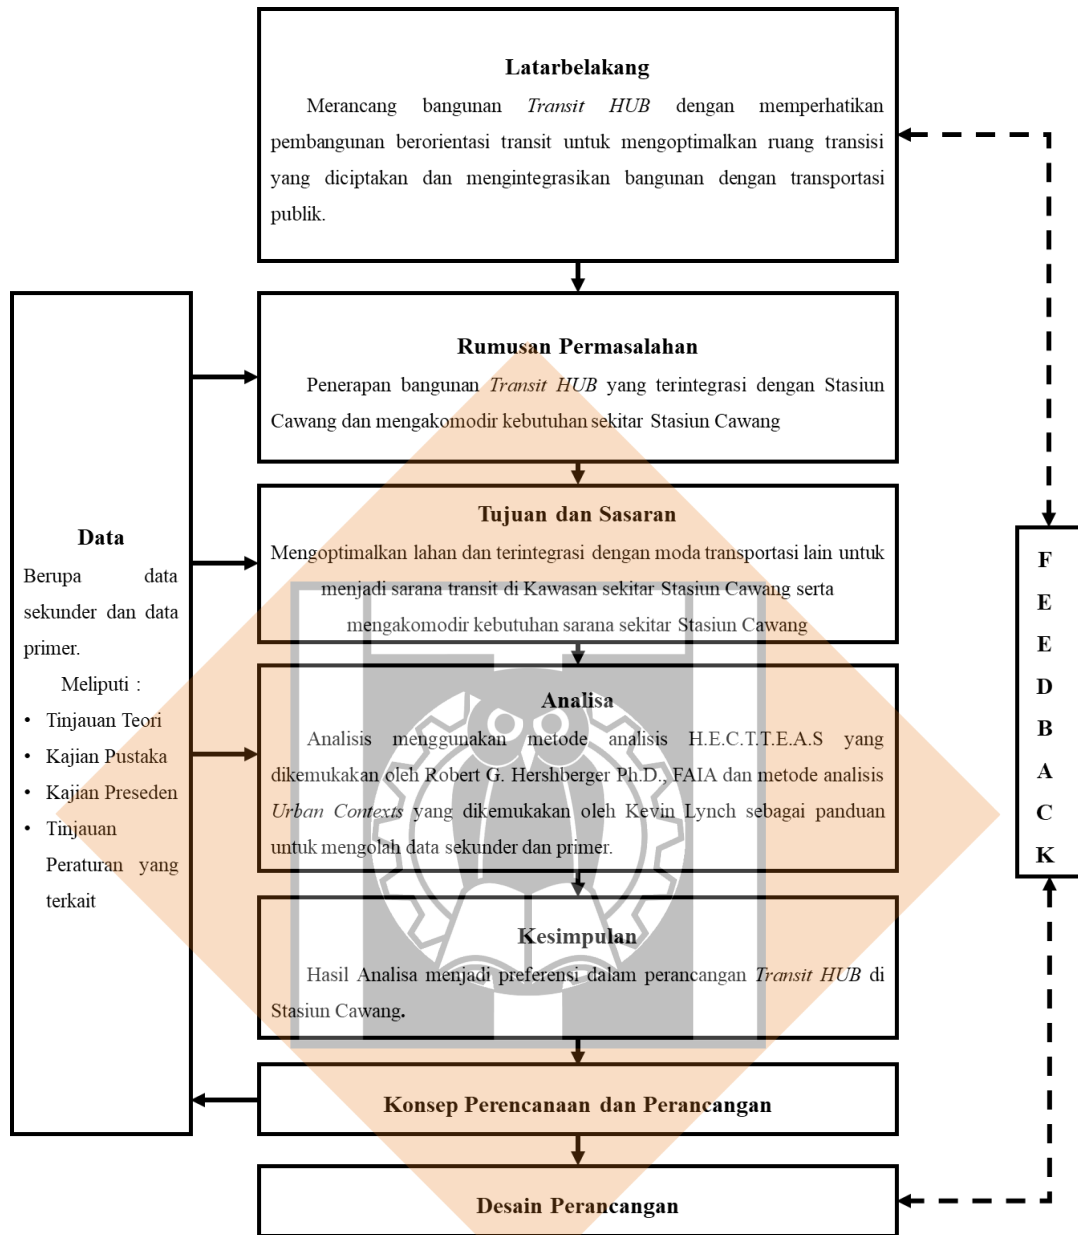 Latarbelakang
Merancang bangunan Transit HUB dengan memperhatikan
pembangunan berorientasi transit untuk mengoptimalkan ruang transisi
yang diciptakan dan mengintegrasikan bangunan dengan transportasi
publik.
Rumusan Permasalahan
Penerapan bangunan Transit HUB yang terintegrasi dengan Stasiun
Cawang dan mengakomodir kebutuhan sekitar Stasiun Cawang
Tujuan dan Sasaran
Mengoptimalkan lahan dan terintegrasi dengan moda transportasi lain untuk
menjadi sarana transit di Kawasan sekitar Stasiun Cawang serta
mengakomodir kebutuhan sarana sekitar Stasiun Cawang
Data
Berupa data
sekunder dan data
primer.
Meliputi :
• Tinjauan Teori
• Kajian Pustaka
• Kajian Preseden
• Tinjauan
Peraturan yang
terkait
Analisa
Analisis menggunakan metode analisis H.E.C.T.T.E.A.S yang
dikemukakan oleh Robert G. Hershberger Ph.D., FAIA dan metode analisis
Urban Contexts yang dikemukakan oleh Kevin Lynch sebagai panduan
untuk mengolah data sekunder dan primer.
Kesimpulan
Hasil Analisa menjadi preferensi dalam perancangan Transit HUB di
Stasiun Cawang.
Konsep Perencanaan dan Perancangan
Desain Perancangan
F
E
E
D
B
A
C
K